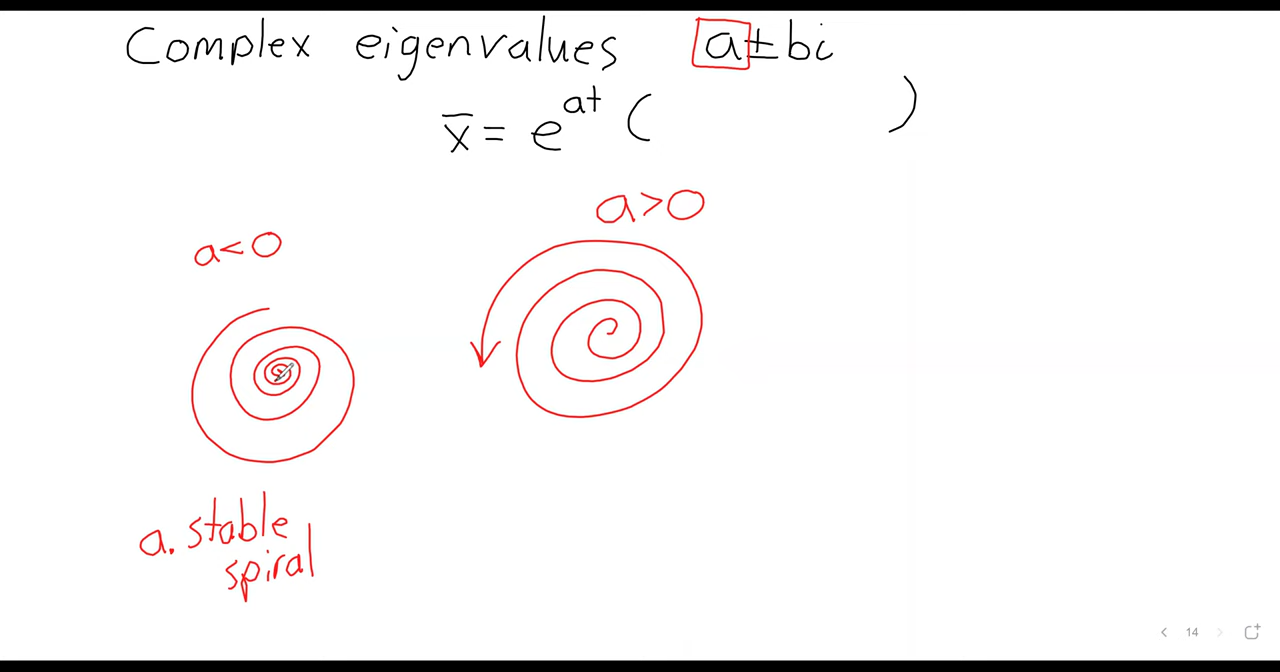 Complex eigenvalues a±bi
x̄ = e^{at} ( )
a>0
a<0
a. stable
spiral
14